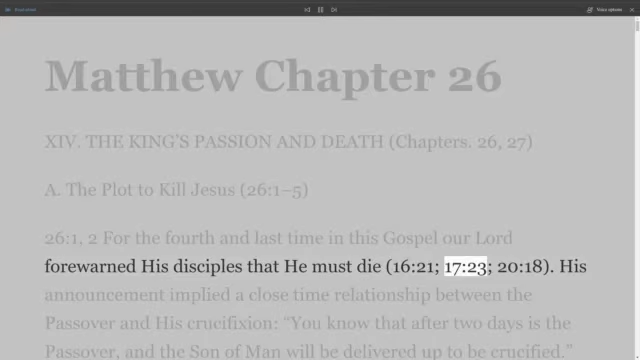 Voice options
Matthew Chapter 26
XIV. THE KING’S PASSION AND DEATH (Chapters. 26, 27)
A. The Plot to Kill Jesus (26:1–5)
26:1, 2 For the fourth and last time in this Gospel our Lord
forewarned His disciples that He must die (16:21; 17:23; 20:18). His
announcement implied a close time relationship between the
Passover and His crucifixion: “You know that after two days is the
Passover, and the Son of Man will be delivered up to be crucified.”